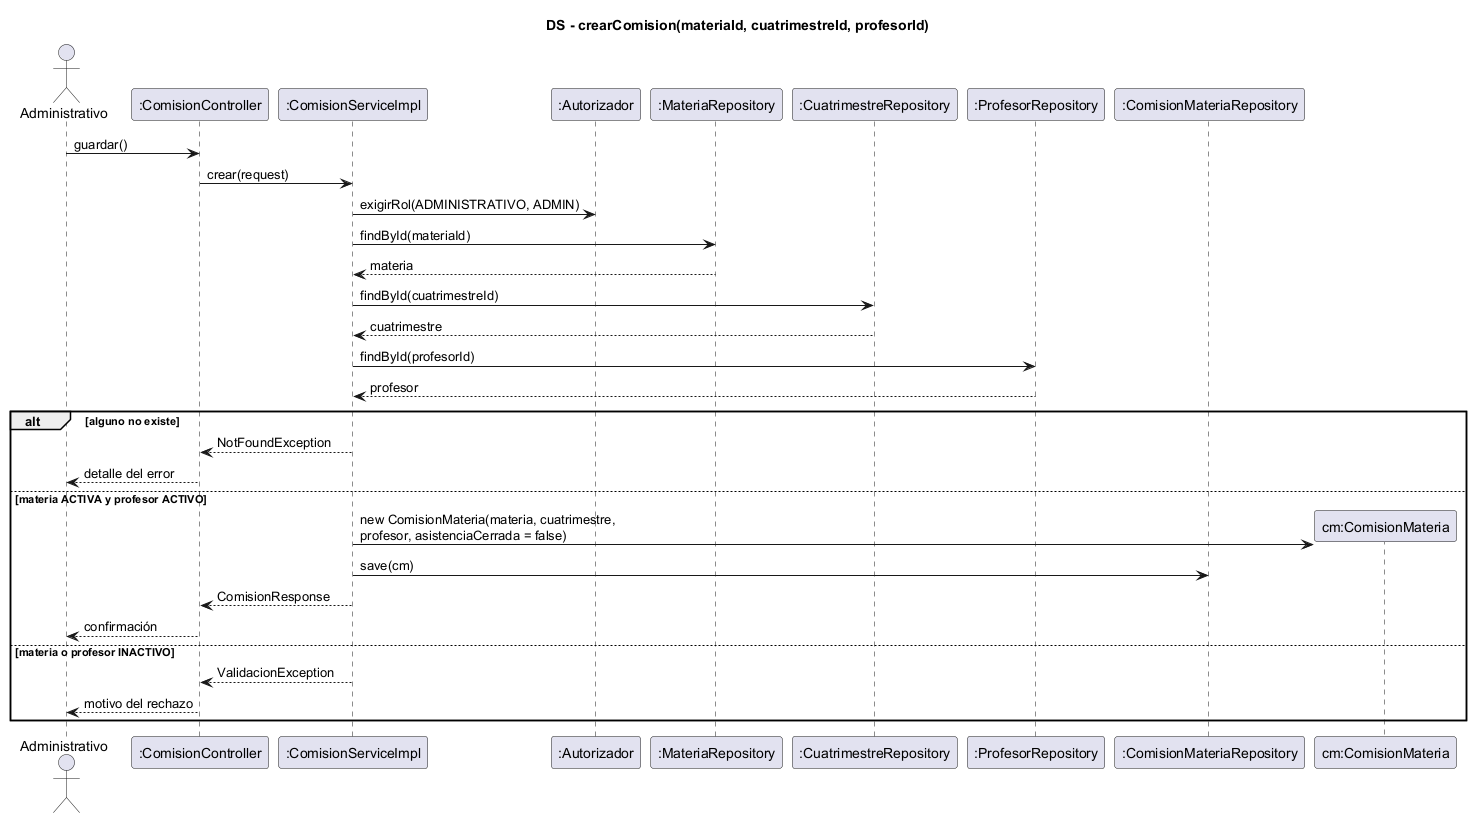 DS - crearComision(materiaId, cuatrimestreId, profesorId)
Administrativo
:ComisionController
:ComisionServiceImpl
:Autorizador
:MateriaRepository
:CuatrimestreRepository
:ProfesorRepository
:ComisionMateriaRepository
guardar()
crear(request)
exigirRol(ADMINISTRATIVO, ADMIN)
findById(materiaId)
materia
findById(cuatrimestreId)
cuatrimestre
findById(profesorId)
profesor
alt
[alguno no existe]
NotFoundException
detalle del error
[materia ACTIVA y profesor ACTIVO]
new ComisionMateria(materia, cuatrimestre,
profesor, asistenciaCerrada = false)
cm:ComisionMateria
save(cm)
ComisionResponse
confirmación
[materia o profesor INACTIVO]
ValidacionException
motivo del rechazo
Administrativo
:ComisionController
:ComisionServiceImpl
:Autorizador
:MateriaRepository
:CuatrimestreRepository
:ProfesorRepository
:ComisionMateriaRepository
cm:ComisionMateria